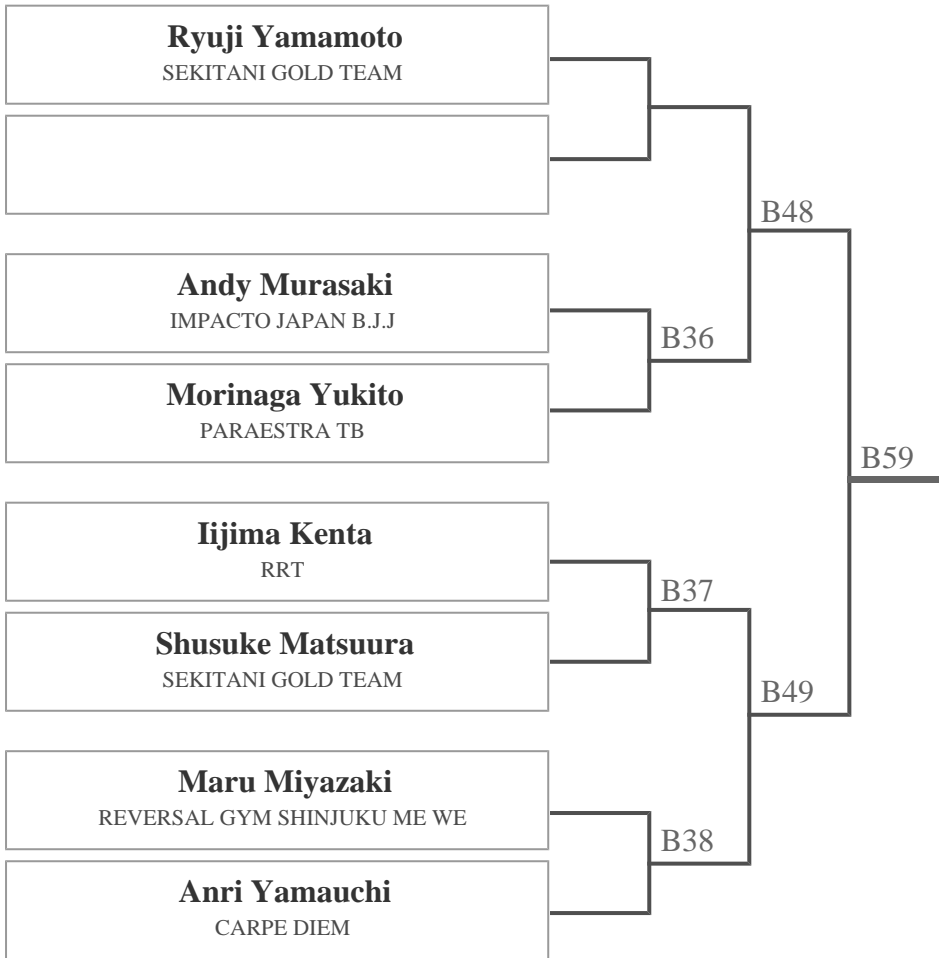 Ryuji Yamamoto
SEKITANI GOLD TEAM
B48
Andy Murasaki
IMPACTO JAPAN B.J.J
B36
Morinaga Yukito
PARAESTRA TB
B59
Iijima Kenta
RRT
B37
Shusuke Matsuura
SEKITANI GOLD TEAM
B49
Maru Miyazaki
REVERSAL GYM SHINJUKU ME WE
B38
Anri Yamauchi
CARPE DIEM